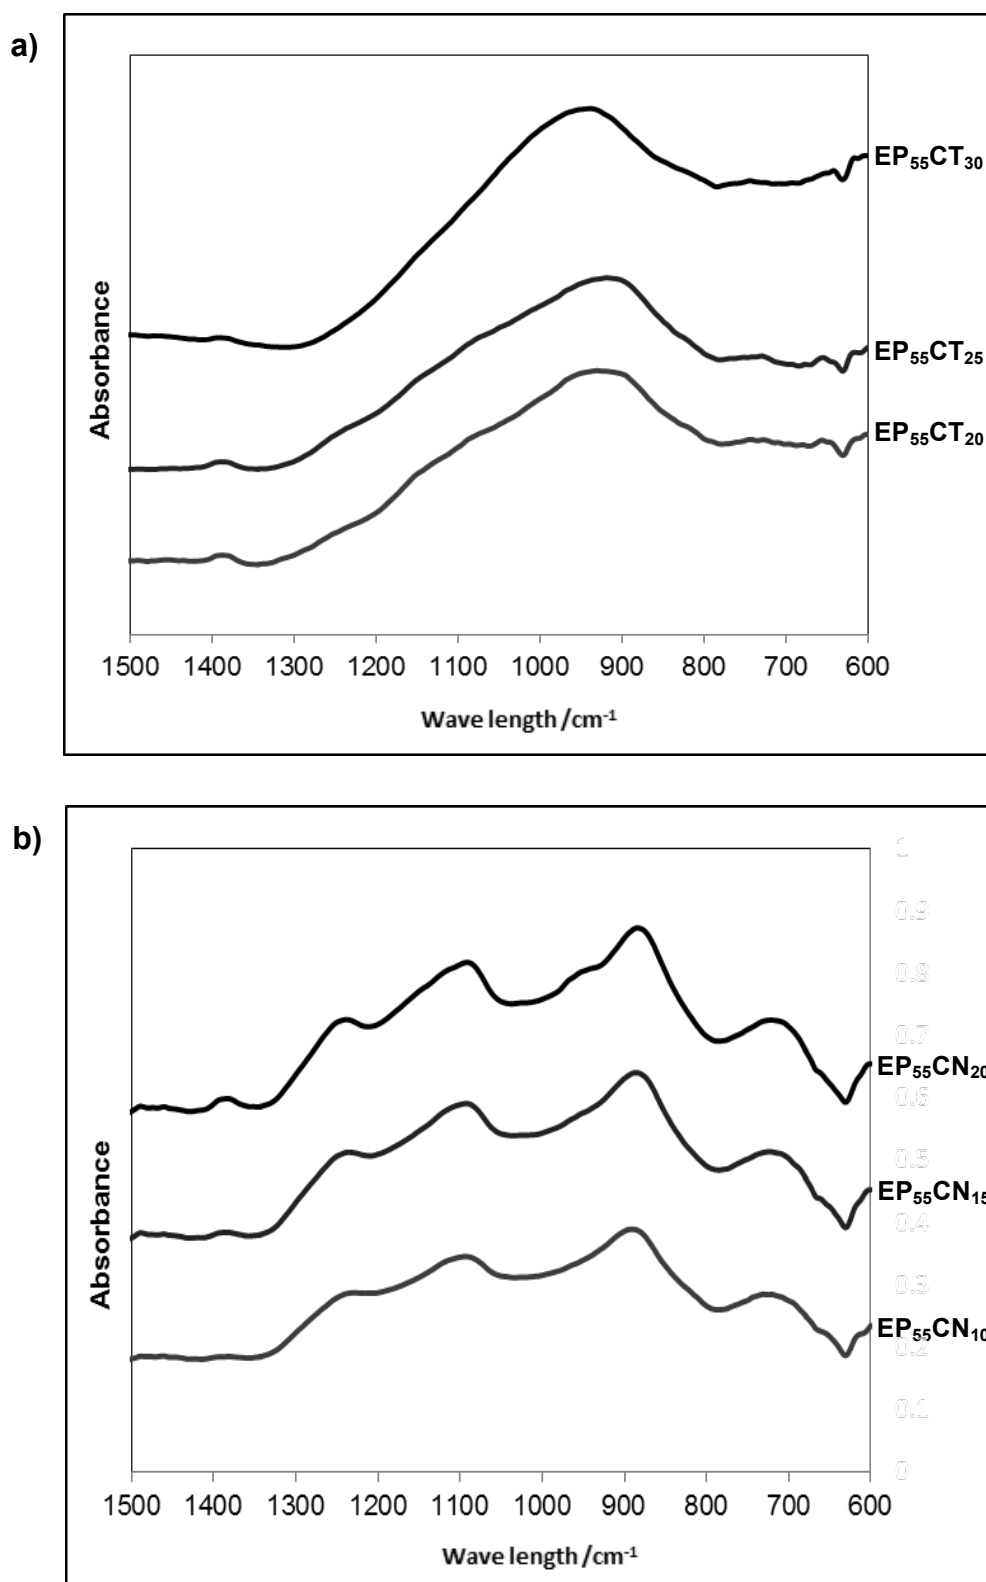 a)
EP₅₅CT₃₀
EP₅₅CT₂₅
EP₅₅CT₂₀
Absorbance
1500 1400 1300 1200 1100 1000 900 800 700 600
Wave length /cm⁻¹
b)
1
0.9
0.8
0.7
EP₅₅CN₂₀
0.6
0.5
EP₅₅CN₁₅
0.4
0.3
EP₅₅CN₁₀
0.2
0.1
0
Absorbance
1500 1400 1300 1200 1100 1000 900 800 700 600
Wave length /cm⁻¹